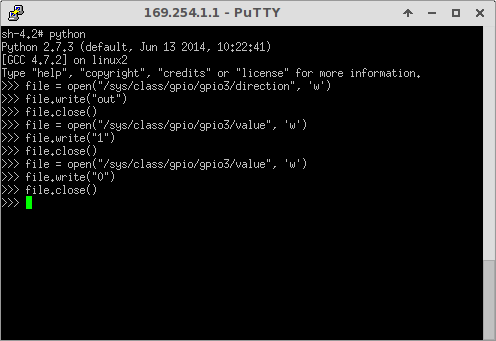 169.254.1.1 - PuTTY
sh-4.2# python
Python 2.7.3 (default, Jun 13 2014, 10:22:41)
[GCC 4.7.2] on linux2
Type "help", "copyright", "credits" or "license" for more information.
>>> file = open("/sys/class/gpio/gpio3/direction", 'w')
>>> file.write("out")
>>> file.close()
>>> file = open("/sys/class/gpio/gpio3/value", 'w')
>>> file.write("1")
>>> file.close()
>>> file = open("/sys/class/gpio/gpio3/value", 'w')
>>> file.write("0")
>>> file.close()
>>>